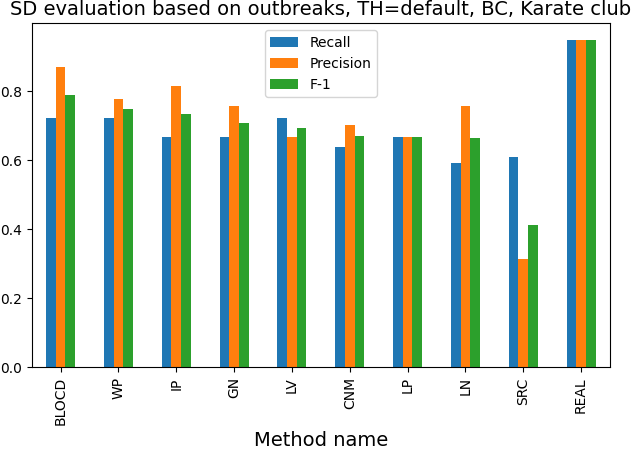 SD evaluation based on outbreaks, TH=default, BC, Karate club
Recall
Precision
F-1
0.8
0.6
0.4
0.2
0.0
BLOCD
WP
IP
GN
LV
CNM
LP
LN
SRC
REAL
Method name